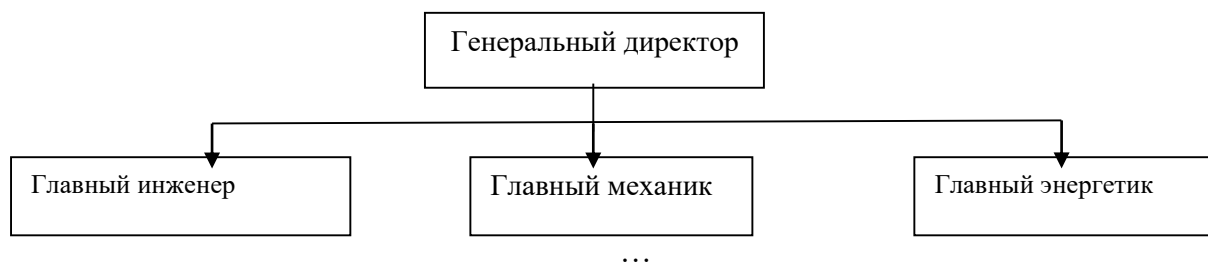 Генеральный директор
Главный инженер
Главный механик
Главный энергетик
…